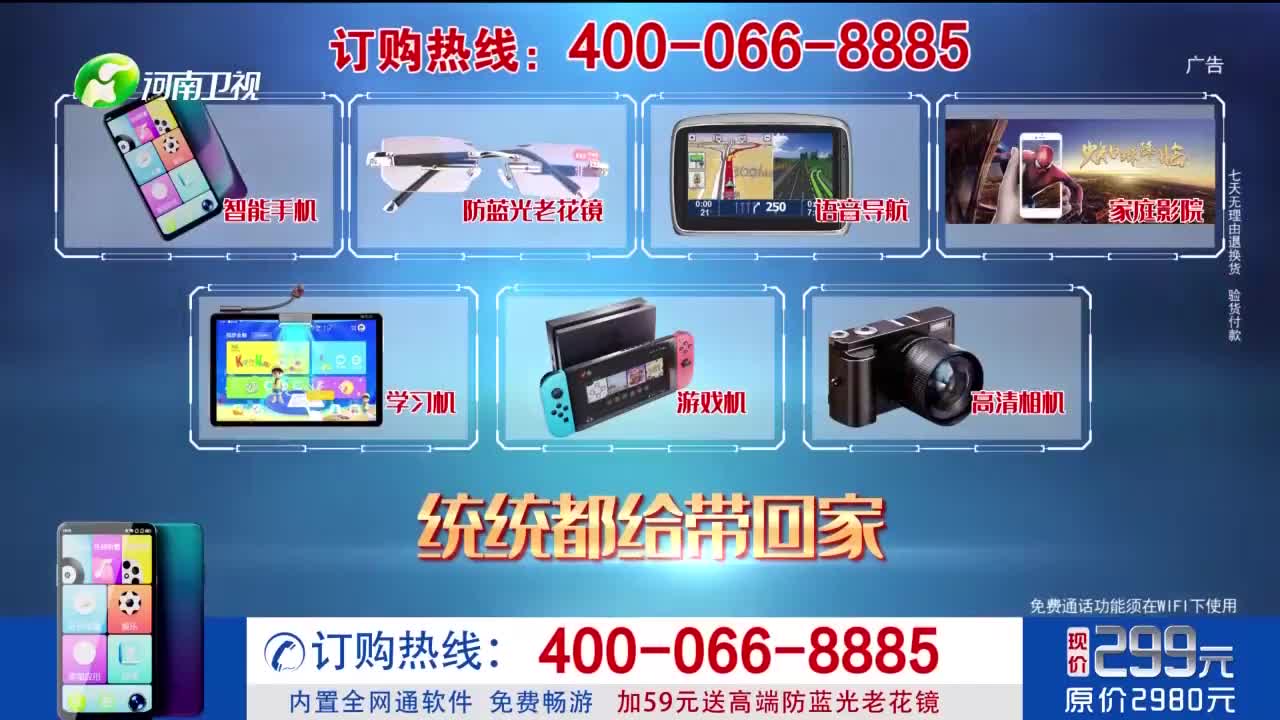 订购热线：400-066-8885
河南卫视
广告
智能手机
防蓝光老花镜
语音导航
250
炫酷来降临
家庭影院
七天无理由退换货 验货付款
学习机
游戏机
高清相机
统统都给带回家
免费通话功能须在WIFI下使用
订购热线：400-066-8885
现价299元
内置全网通软件 免费畅游 加59元送高端防蓝光老花镜
原价2980元